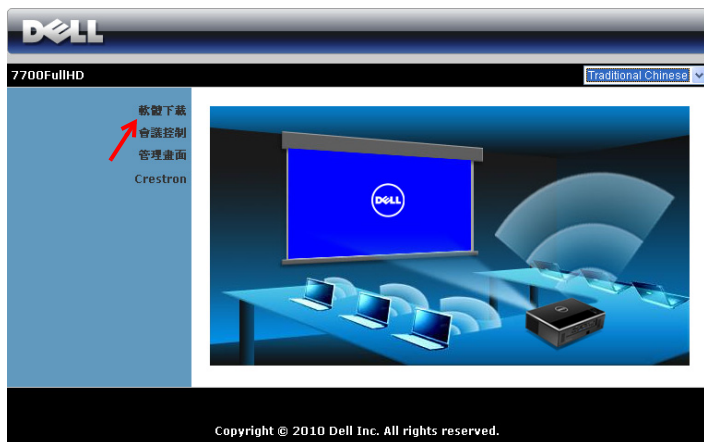 DELL
7700FullHD
Traditional Chinese
軟體下載
會議控制
管理畫面
Crestron
DELL
Copyright © 2010 Dell Inc. All rights reserved.